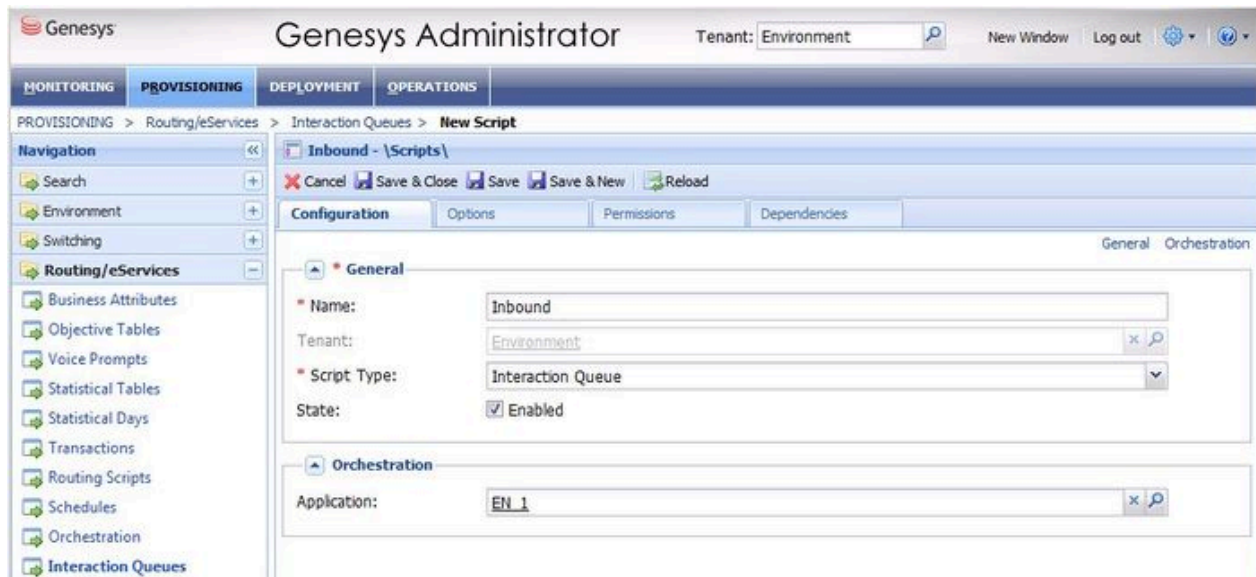 Genesys Genesys Administrator Tenant: Environment New Window Log out
MONITORING PROVISIONING DEPLOYMENT OPERATIONS
PROVISIONING > Routing/eServices > Interaction Queues > New Script
Navigation
Search
Environment
Switching
Routing/eServices
Business Attributes
Objective Tables
Voice Prompts
Statistical Tables
Statistical Days
Transactions
Routing Scripts
Schedules
Orchestration
Interaction Queues
Inbound - \Scripts\
Cancel Save & Close Save Save & New Reload
Configuration Options Permissions Dependencies
General Orchestration
* General
* Name: Inbound
Tenant: Environment
* Script Type: Interaction Queue
State: Enabled
Orchestration
Application: EN_1